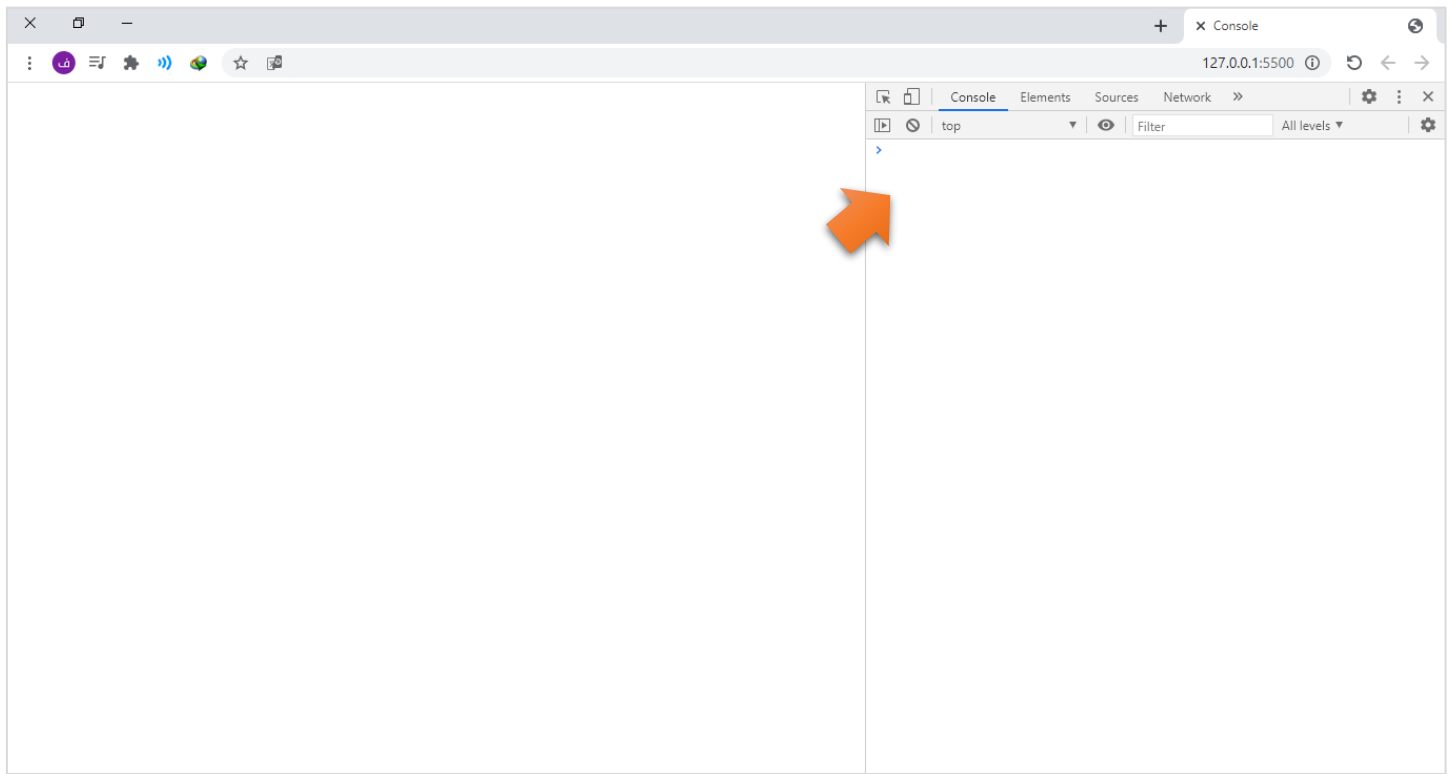 Console
ف 127.0.0.1:5500
Console Elements Sources Network
top Filter All levels